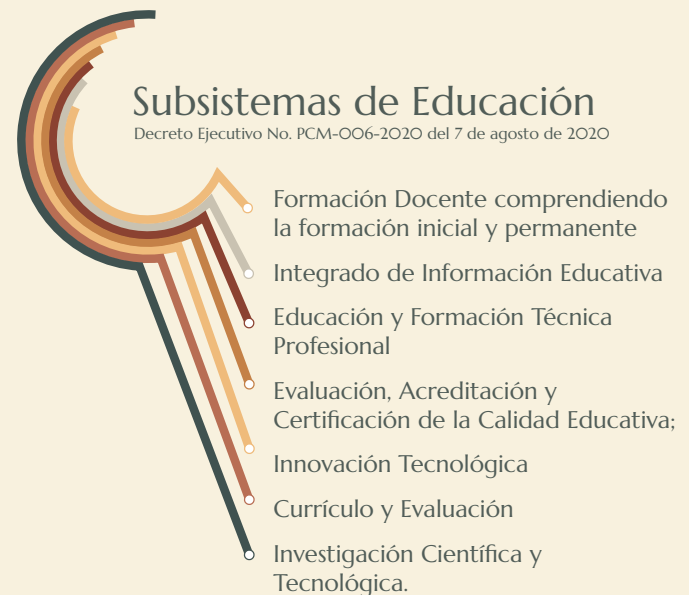 Subsistemas de Educación
Decreto Ejecutivo No. PCM-006-2020 del 7 de agosto de 2020
Formación Docente comprendiendo
la formación inicial y permanente
Integrado de Información Educativa
Educación y Formación Técnica
Profesional
Evaluación, Acreditación y
Certificación de la Calidad Educativa;
Innovación Tecnológica
Currículo y Evaluación
Investigación Científica y
Tecnológica.